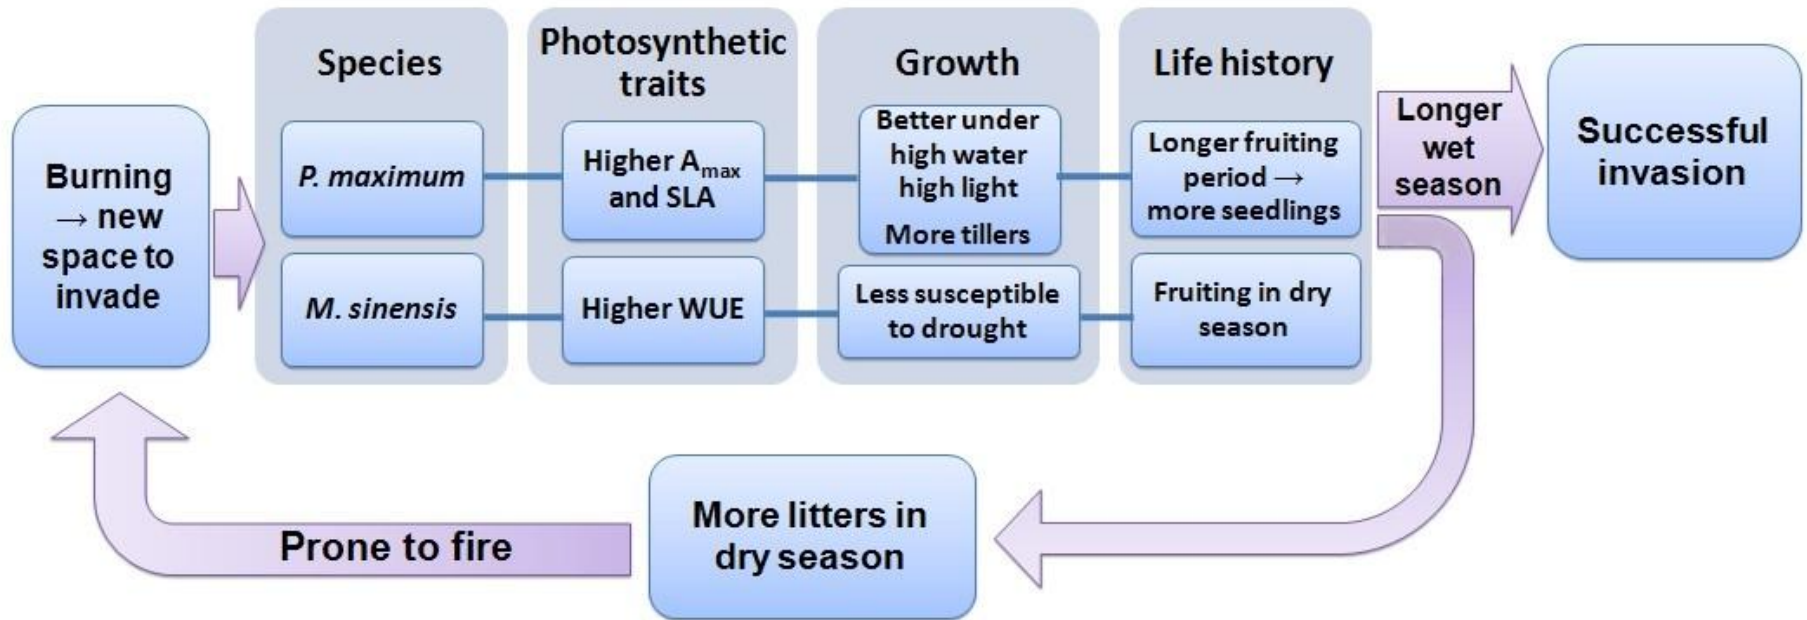 Burning
→ new
space to
invade
Species
P. maximum
M. sinensis
Photosynthetic
traits
Higher Amax
and SLA
Higher WUE
Growth
Better under
high water
high light
More tillers
Less susceptible
to drought
Life history
Longer fruiting
period →
more seedlings
Fruiting in dry
season
Longer
wet
season
Successful
invasion
More litters in
dry season
Prone to fire